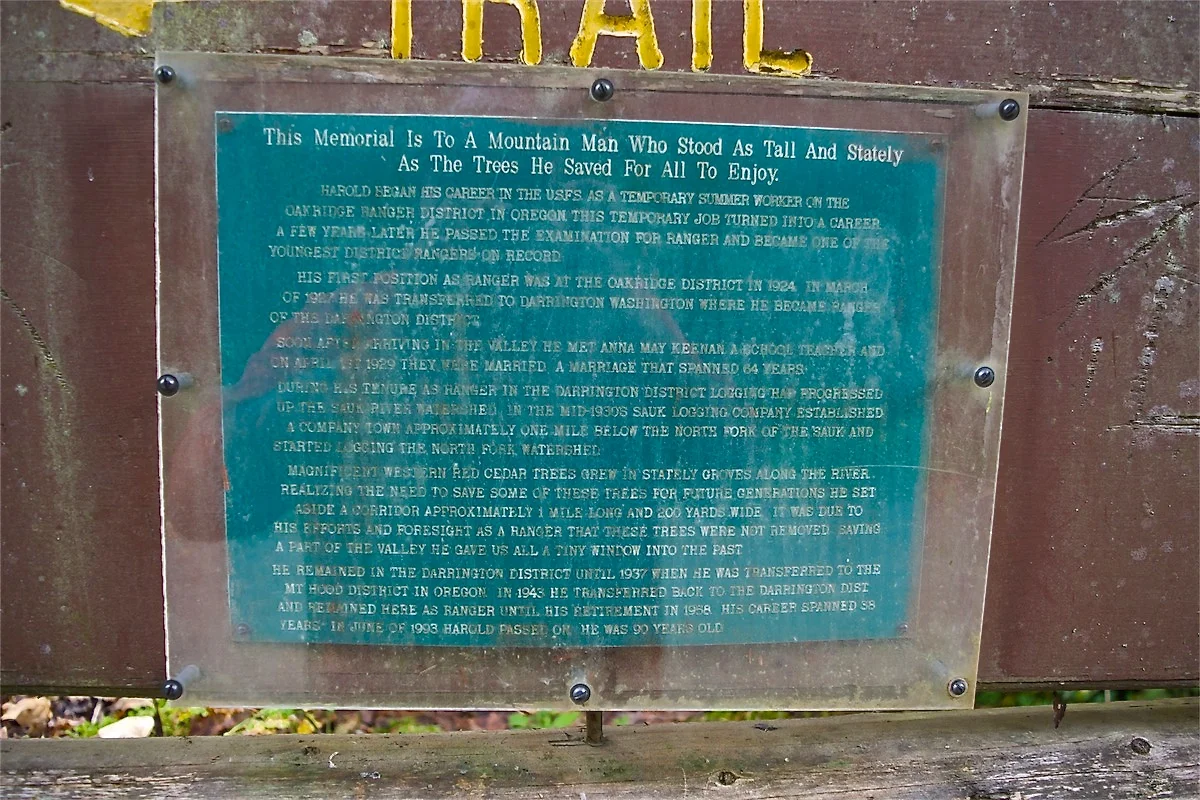 TRAIL
This Memorial Is To A Mountain Man Who Stood As Tall And Stately
As The Trees He Saved For All To Enjoy.
HAROLD BEGAN HIS CAREER IN THE USFS AS A TEMPORARY SUMMER WORKER ON THE
OAKRIDGE RANGER DISTRICT IN OREGON. THIS TEMPORARY JOB TURNED INTO A CAREER.
A FEW YEARS LATER HE PASSED THE EXAMINATION FOR RANGER AND BECAME ONE OF THE
YOUNGEST DISTRICT RANGERS ON RECORD.
HIS FIRST POSITION AS RANGER WAS AT THE OAKRIDGE DISTRICT IN 1924. IN MARCH
OF 1927 HE WAS TRANSFERRED TO DARRINGTON WASHINGTON WHERE HE BECAME RANGER
OF THE DARRINGTON DISTRICT.
SOON AFTER ARRIVING IN THE VALLEY HE MET ANNA MAY KEENAN A SCHOOL TEACHER AND
ON APRIL 1ST 1929 THEY WERE MARRIED. A MARRIAGE THAT SPANNED 64 YEARS.
DURING HIS TENURE AS RANGER IN THE DARRINGTON DISTRICT LOGGING HAD PROGRESSED
UP THE SAUK RIVER WATERSHED. IN THE MID-1930'S SAUK LOGGING COMPANY ESTABLISHED
A COMPANY TOWN APPROXIMATELY ONE MILE BELOW THE NORTH FORK OF THE SAUK AND
STARTED LOGGING THE NORTH FORK WATERSHED.
MAGNIFICENT WESTERN RED CEDAR TREES GREW IN STATELY GROVES ALONG THE RIVER.
REALIZING THE NEED TO SAVE SOME OF THESE TREES FOR FUTURE GENERATIONS HE SET
ASIDE A CORRIDOR APPROXIMATELY 1 MILE LONG AND 200 YARDS WIDE. IT WAS DUE TO
HIS EFFORTS AND FORESIGHT AS A RANGER THAT THESE TREES WERE NOT REMOVED. SAVING
A PART OF THE VALLEY HE GAVE US ALL A TINY WINDOW INTO THE PAST.
HE REMAINED IN THE DARRINGTON DISTRICT UNTIL 1937 WHEN HE WAS TRANSFERRED TO THE
MT HOOD DISTRICT IN OREGON. IN 1943 HE TRANSFERRED BACK TO THE DARRINGTON DIST.
AND REMAINED HERE AS RANGER UNTIL HIS RETIREMENT IN 1958. HIS CAREER SPANNED 38
YEARS. IN JUNE OF 1993 HAROLD PASSED ON. HE WAS 90 YEARS OLD.